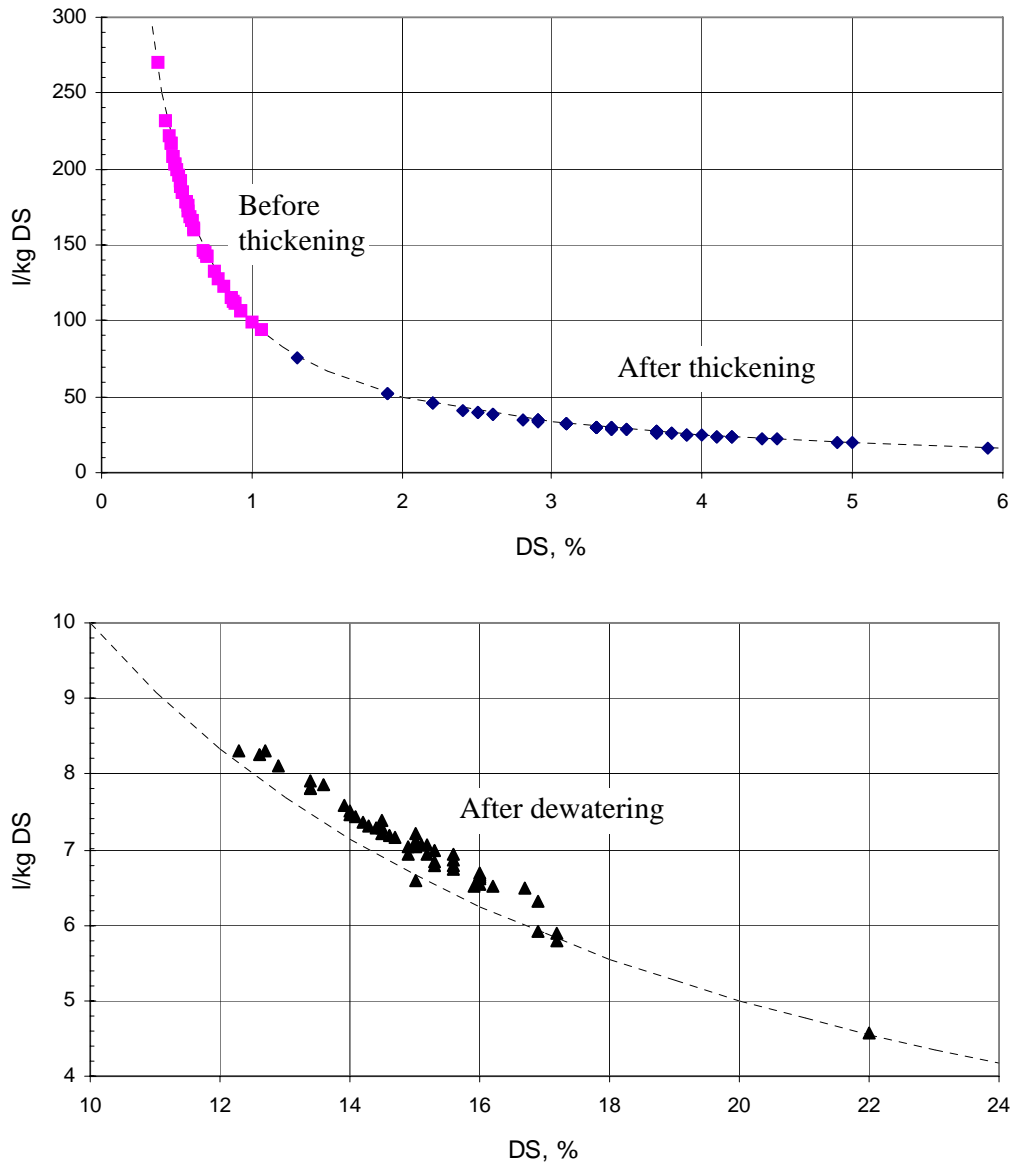 300
250
200
150
100
50
0
l/kg DS
Before
thickening
After thickening
0 1 2 3 4 5 6
DS, %
10
9
8
7
6
5
4
l/kg DS
After dewatering
10 12 14 16 18 20 22 24
DS, %